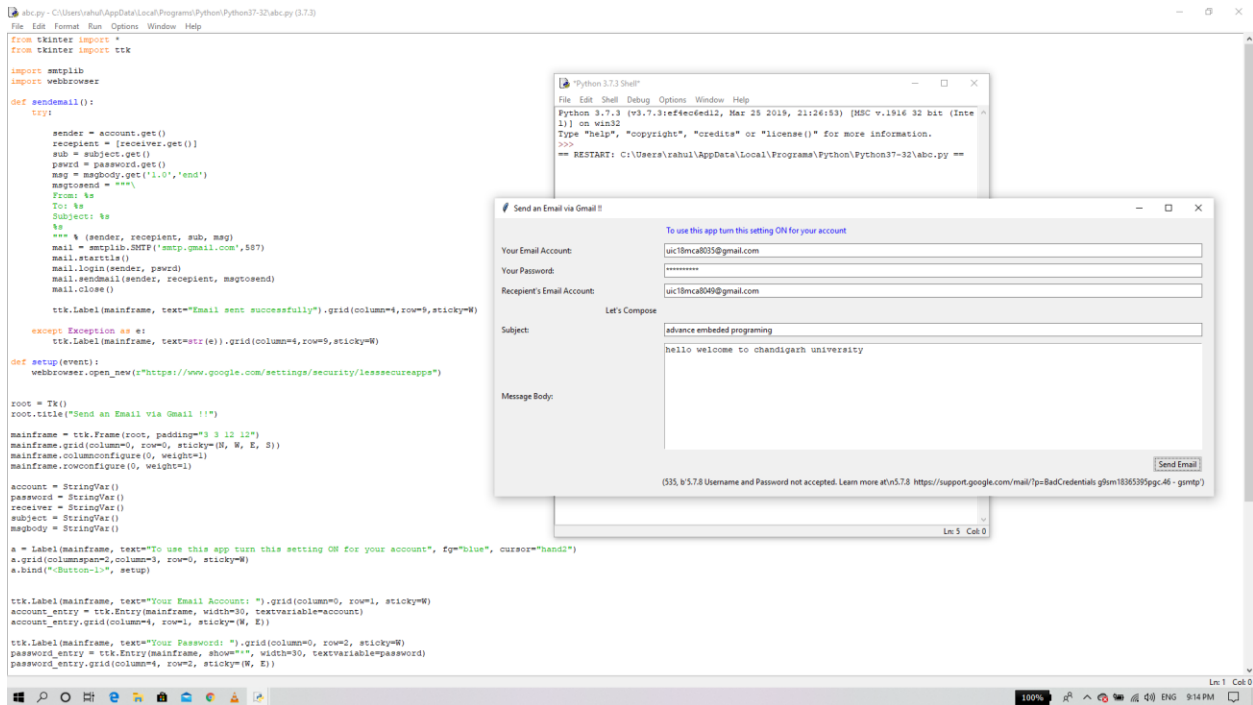 abc.py - C:\Users\rahul\AppData\Local\Programs\Python\Python37-32\abc.py (3.7.3)
File Edit Format Run Options Window Help
from tkinter import *
from tkinter import ttk
import smtplib
import webbrowser
def sendemail():
    try:
        sender = account.get()
        recepient = [receiver.get()]
        sub = subject.get()
        pswrd = password.get()
        msg = msgbody.get('1.0','end')
        msgtosend = """\
        From: %s
        To: %s
        Subject: %s
        %s
        """ % (sender, recepient, sub, msg)
        mail = smtplib.SMTP('smtp.gmail.com',587)
        mail.starttls()
        mail.login(sender, pswrd)
        mail.sendmail(sender, recepient, msgtosend)
        mail.close()
        ttk.Label(mainframe, text="Email sent successfully").grid(column=4,row=9,sticky=W)
    except Exception as e:
        ttk.Label(mainframe, text=str(e)).grid(column=4,row=9,sticky=W)
def setup(event):
    webbrowser.open_new(r"https://www.google.com/settings/security/lesssecureapps")
root = Tk()
root.title("Send an Email via Gmail !!")
mainframe = ttk.Frame(root, padding="3 3 12 12")
mainframe.grid(column=0, row=0, sticky=(N, W, E, S))
mainframe.columnconfigure(0, weight=1)
mainframe.rowconfigure(0, weight=1)
account = StringVar()
password = StringVar()
receiver = StringVar()
subject = StringVar()
msgbody = StringVar()
a = Label(mainframe, text="To use this app turn this setting ON for your account", fg="blue", cursor="hand2")
a.grid(columnspan=2,column=3, row=0, sticky=W)
a.bind("<Button-1>", setup)
ttk.Label(mainframe, text="Your Email Account: ").grid(column=0, row=1, sticky=W)
account_entry = ttk.Entry(mainframe, width=30, textvariable=account)
account_entry.grid(column=4, row=1, sticky=(W, E))
ttk.Label(mainframe, text="Your Password: ").grid(column=0, row=2, sticky=W)
password_entry = ttk.Entry(mainframe, show="*", width=30, textvariable=password)
password_entry.grid(column=4, row=2, sticky=(W, E))
Ln: 1 Col: 0
*Python 3.7.3 Shell*
File Edit Shell Debug Options Window Help
Python 3.7.3 (v3.7.3:ef4ec6ed12, Mar 25 2019, 21:26:53) [MSC v.1916 32 bit (Inte
l)] on win32
Type "help", "copyright", "credits" or "license()" for more information.
>>>
== RESTART: C:\Users\rahul\AppData\Local\Programs\Python\Python37-32\abc.py ==
Ln: 5 Col: 0
Send an Email via Gmail !!
To use this app turn this setting ON for your account
Your Email Account: uic18mca8035@gmail.com
Your Password: **********
Recepient's Email Account: uic18mca8049@gmail.com
Let's Compose
Subject: advance embeded programing
hello welcome to chandigarh university
Message Body:
Send Email
(535, b'5.7.8 Username and Password not accepted. Learn more at\n5.7.8 https://support.google.com/mail/?p=BadCredentials g9sm18365395pgc.46 - gsmtp')
100% ENG 9:14 PM